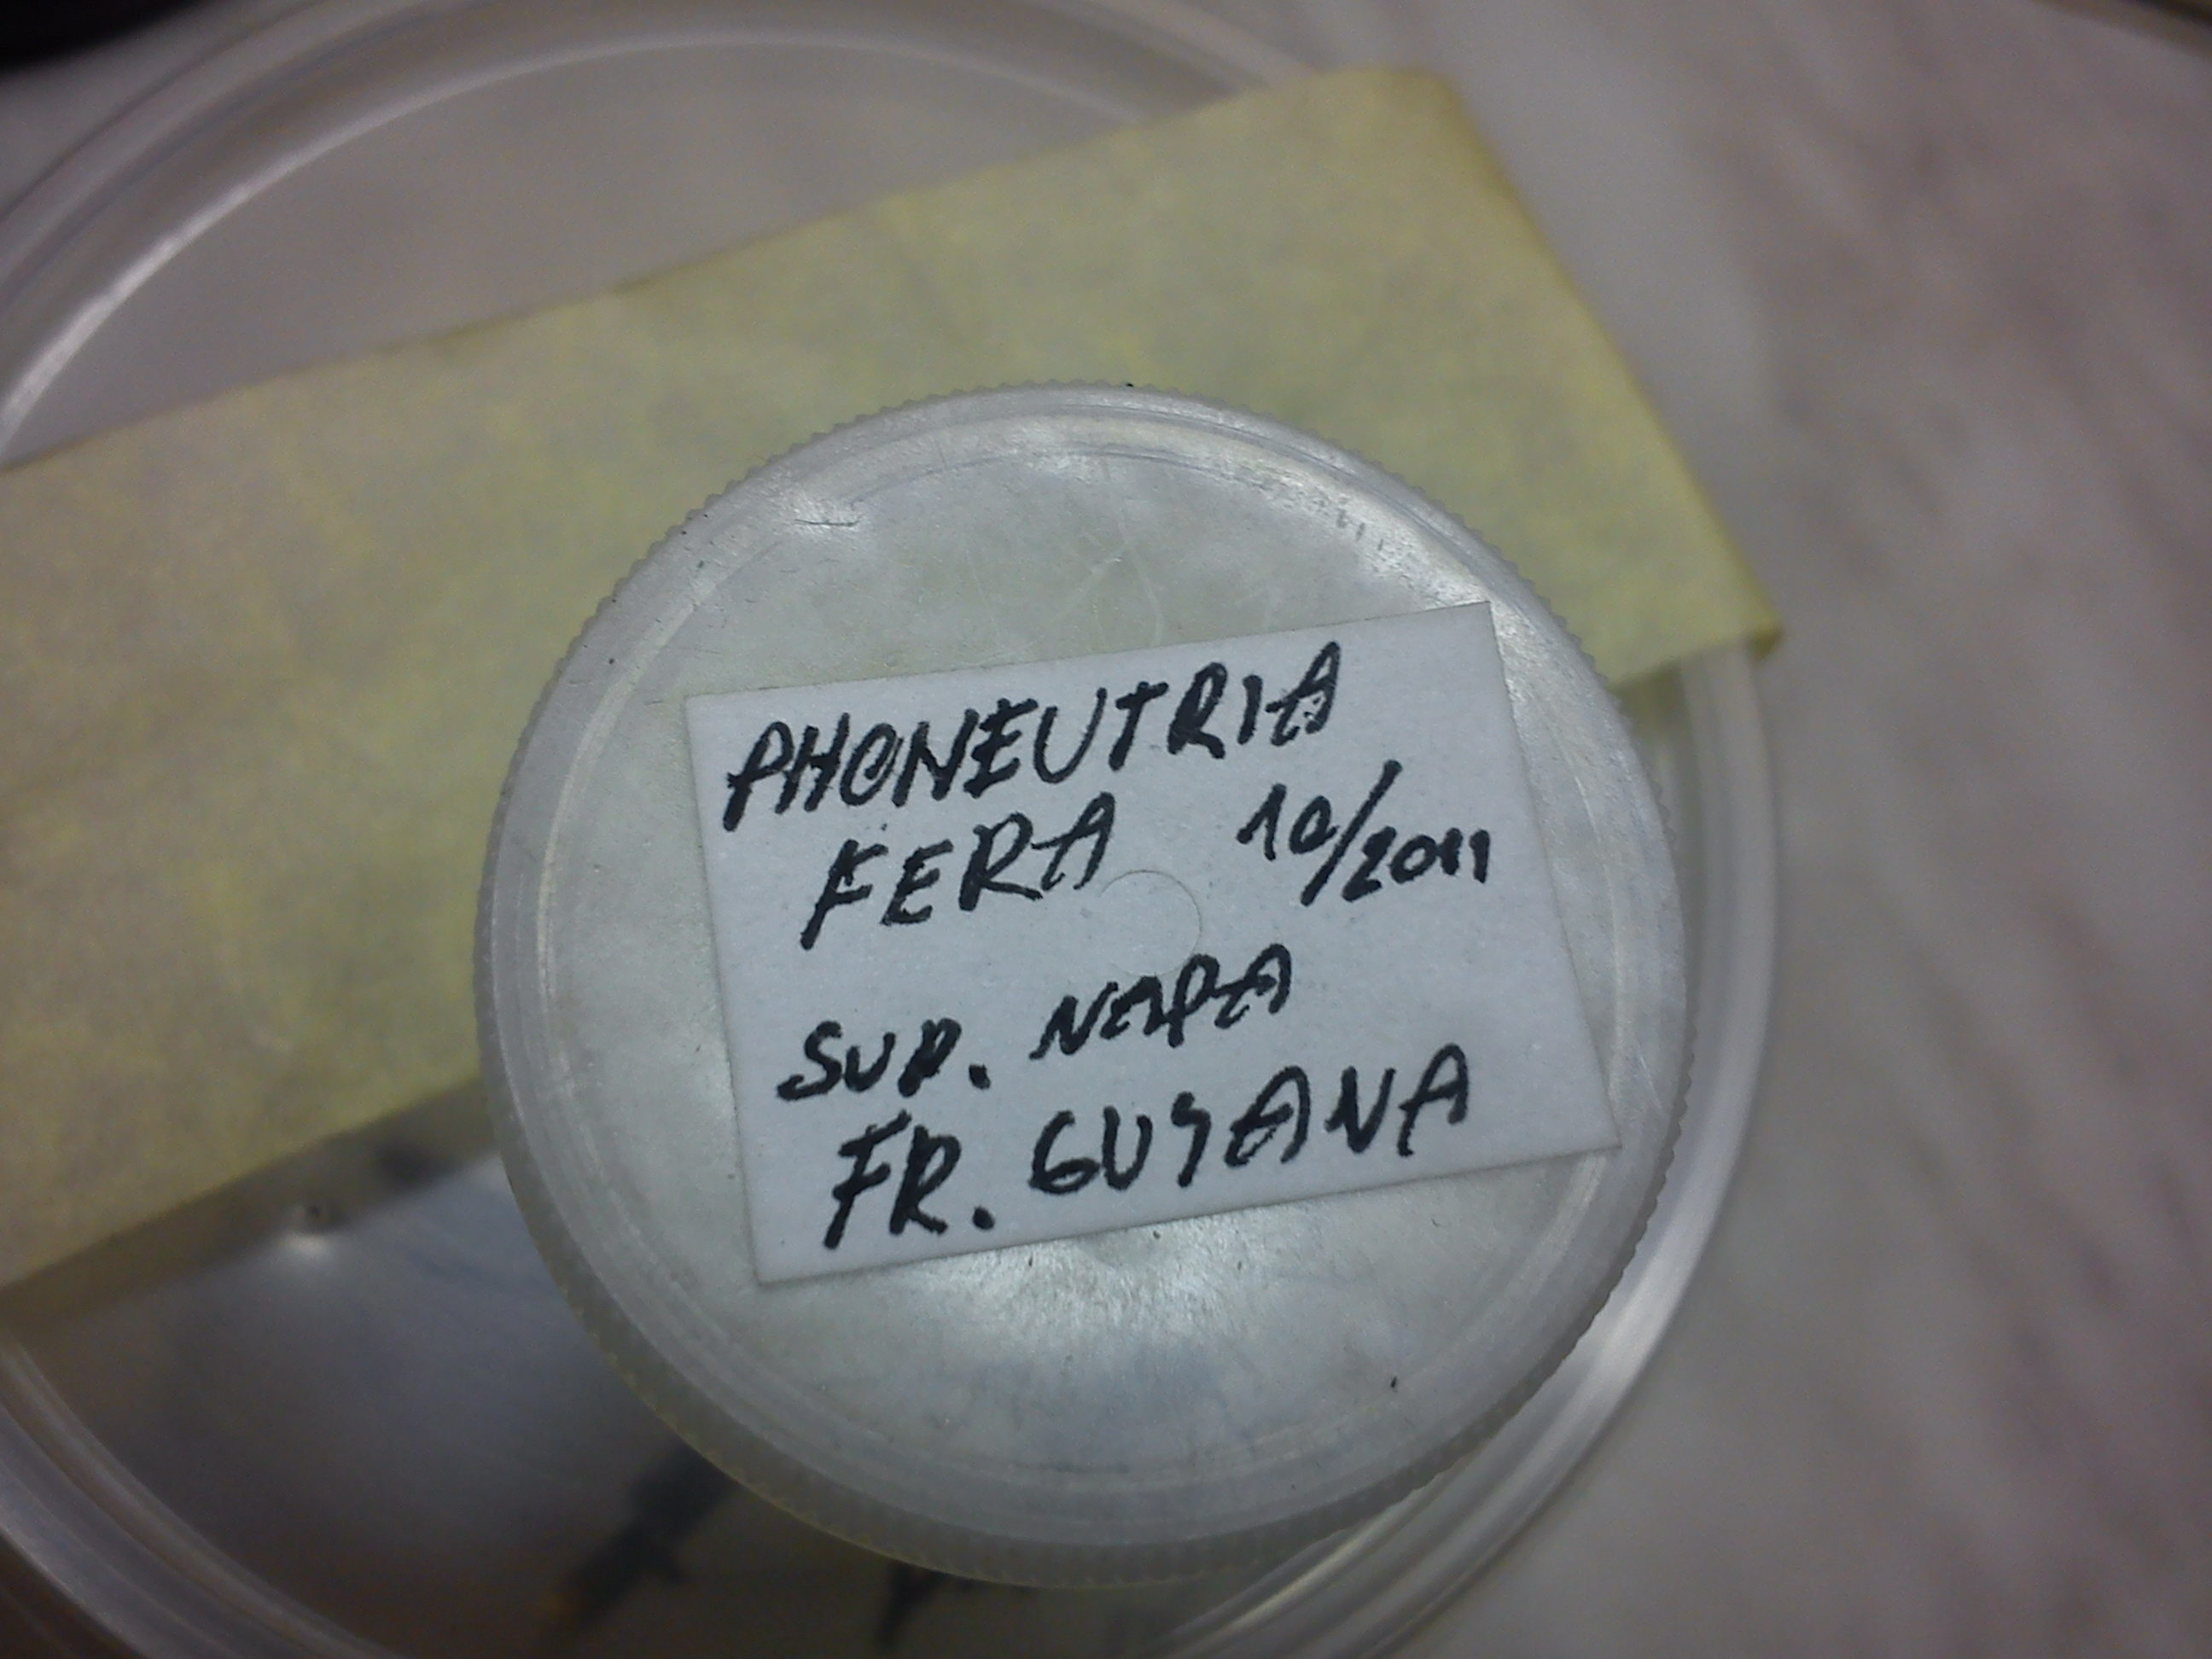 PHONEUTRIA
FERA 10/2011
SUP. NAPA
FR. GUYANA